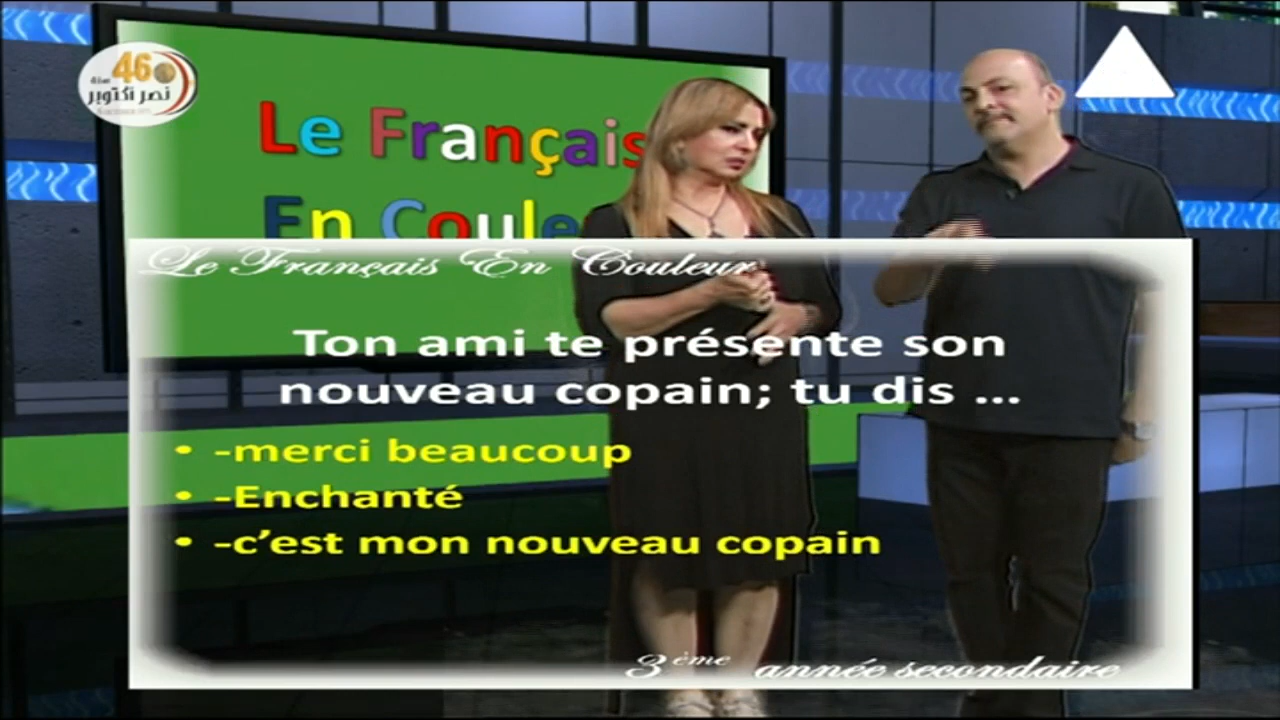 46
سنة
نصر أكتوبر
Le Français
En Coule
Le Français En Couleur
Ton ami te présente son
nouveau copain; tu dis ...
• -merci beaucoup
• -Enchanté
• -c’est mon nouveau copain
3ème année secondaire